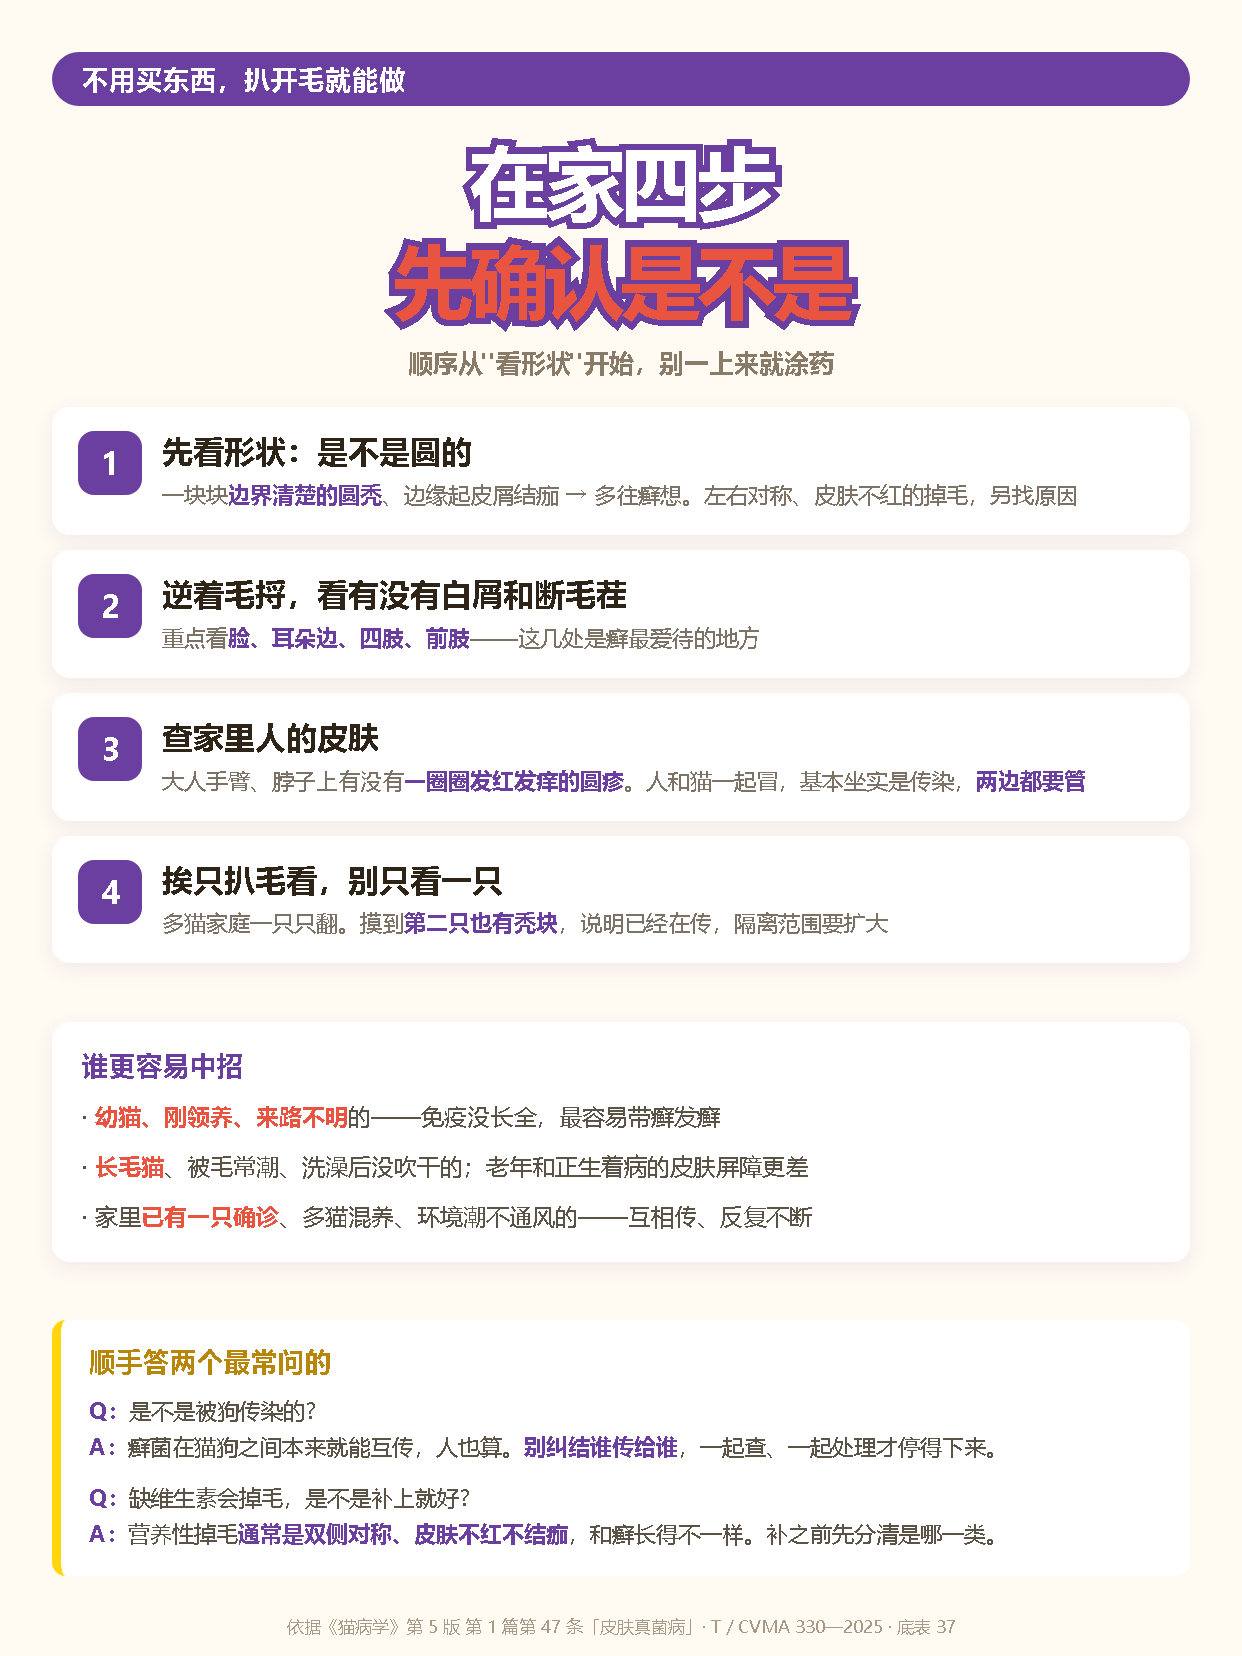 不用买东西，扒开毛就能做
在家四步
先确认是不是
顺序从"看形状"开始，别一上来就涂药
1
先看形状：是不是圆的
一块块边界清楚的圆秃、边缘起皮屑结痂 → 多往癣想。左右对称、皮肤不红的掉毛，另找原因
2
逆着毛捋，看有没有白屑和断毛茬
重点看脸、耳朵边、四肢、前肢——这几处是癣最爱待的地方
3
查家里人的皮肤
大人手臂、脖子上有没有一圈圈发红发痒的圆疹。人和猫一起冒，基本坐实是传染，两边都要管
4
挨只扒毛看，别只看一只
多猫家庭一只只翻。摸到第二只也有秃块，说明已经在传，隔离范围要扩大
谁更容易中招
· 幼猫、刚领养、来路不明的——免疫没长全，最容易带癣发癣
· 长毛猫、被毛常潮、洗澡后没吹干的；老年和正生着病的皮肤屏障更差
· 家里已有一只确诊、多猫混养、环境潮不通风的——互相传、反复不断
顺手答两个最常问的
Q：是不是被狗传染的？
A：癣菌在猫狗之间本来就能互传，人也算。别纠结谁传给谁，一起查、一起处理才停得下来。
Q：缺维生素会掉毛，是不是补上就好？
A：营养性掉毛通常是双侧对称、皮肤不红不结痂，和癣长得不一样。补之前先分清是哪一类。
依据《猫病学》第 5 版 第 1 篇第 47 条「皮肤真菌病」· T / CVMA 330—2025 · 底表 37